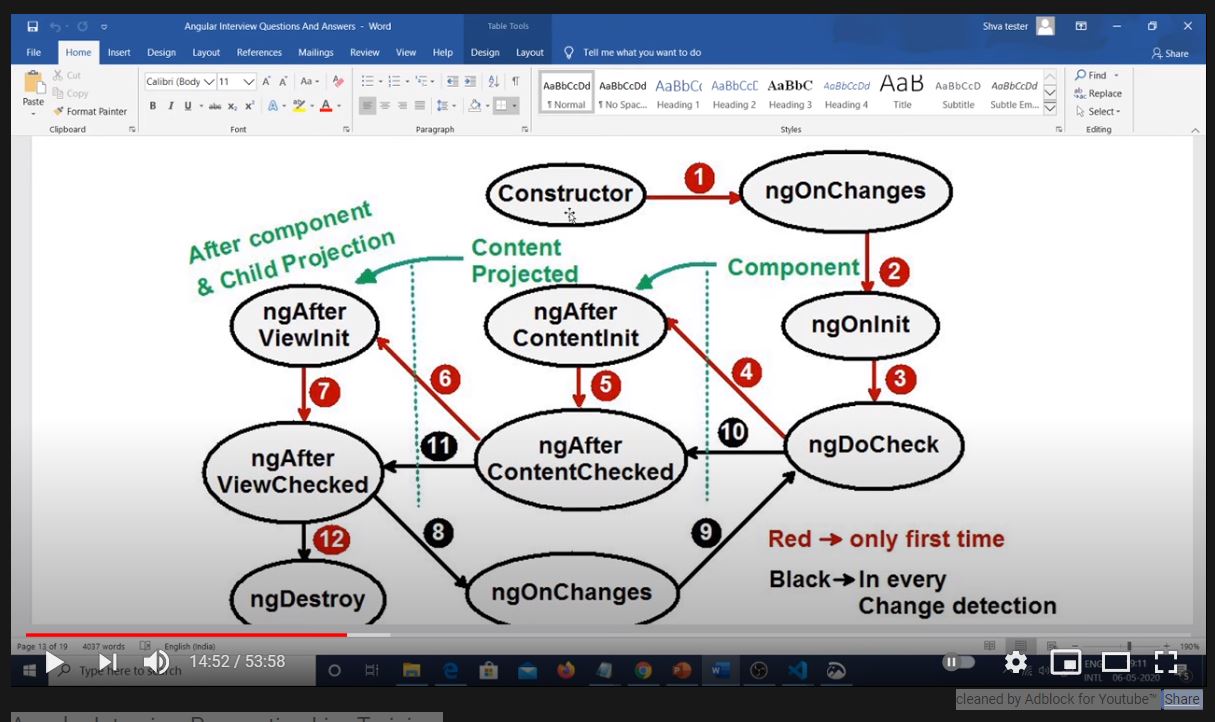 Angular Interview Questions And Answers - Word
Table Tools
Shva tester
File Home Insert Design Layout References Mailings Review View Help Design Layout Tell me what you want to do
Share
Paste
Cut
Copy
Format Painter
Clipboard
Calibri (Body 11
Font
Paragraph
AaBbCcDd AaBbCcDd AaBbC AaBbCcE AaBbC AaBbCcDd AaB AaBbCcD AaBbCcDd
¶ Normal ¶ No Spac... Heading 1 Heading 2 Heading 3 Heading 4 Title Subtitle Subtle Em...
Styles
Find
Replace
Select
Editing
Constructor
1
ngOnChanges
After component
& Child Projection
Content
Projected
Component
2
ngAfter
ViewInit
ngAfter
ContentInit
ngOnInit
7
6
5
4
3
ngAfter
ViewChecked
11
ngAfter
ContentChecked
10
ngDoCheck
12
8
9
ngDestroy
ngOnChanges
Red → only first time
Black→In every
Change detection
Page 13 of 19 4037 words English (India)
190%
14:52 / 53:58
Type here to search
ENG
INTL
06-05-2020
cleaned by Adblock for Youtube™ Share